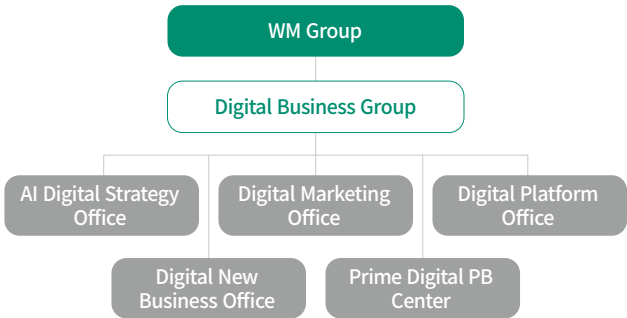 WM Group
Digital Business Group
AI Digital Strategy
Office
Digital Marketing
Office
Digital Platform
Office
Digital New
Business Office
Prime Digital PB
Center